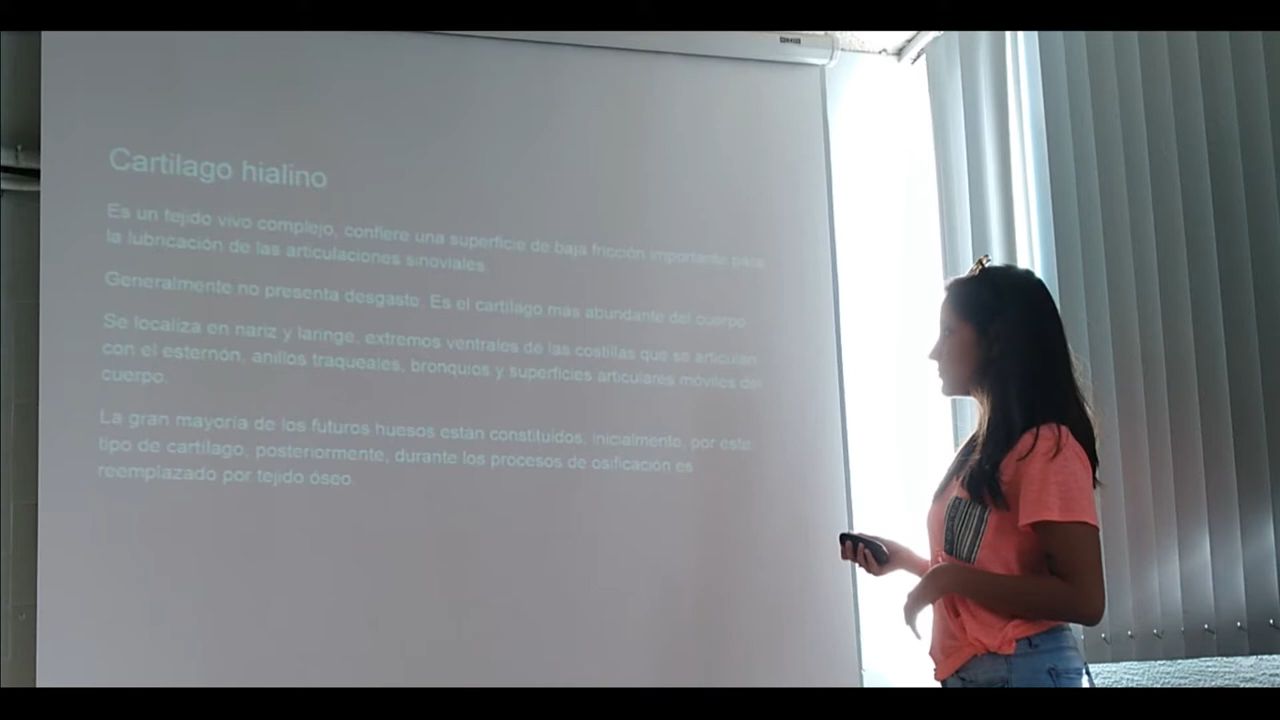 Cartilago hialino
Es un tejido vivo complejo, confiere una superficie de baja fricción importante para
la lubricación de las articulaciones sinoviales.
Generalmente no presenta desgaste. Es el cartílago más abundante del cuerpo
Se localiza en nariz y laringe, extremos ventrales de las costillas que se articulan
con el esternón, anillos traqueales, bronquios y superficies articulares móviles del
cuerpo.
La gran mayoría de los futuros huesos están constituidos, inicialmente, por este
tipo de cartílago, posteriormente, durante los procesos de osificación es
reemplazado por tejido óseo.